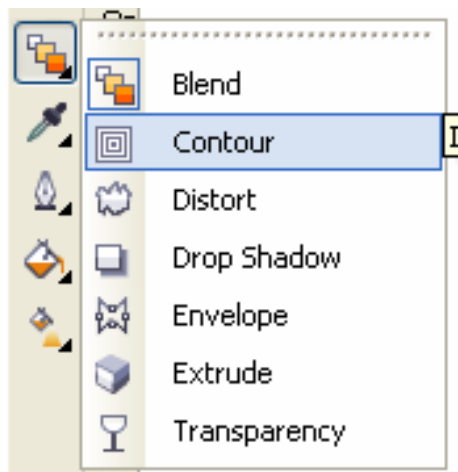 Blend
Contour
Distort
Drop Shadow
Envelope
Extrude
Transparency